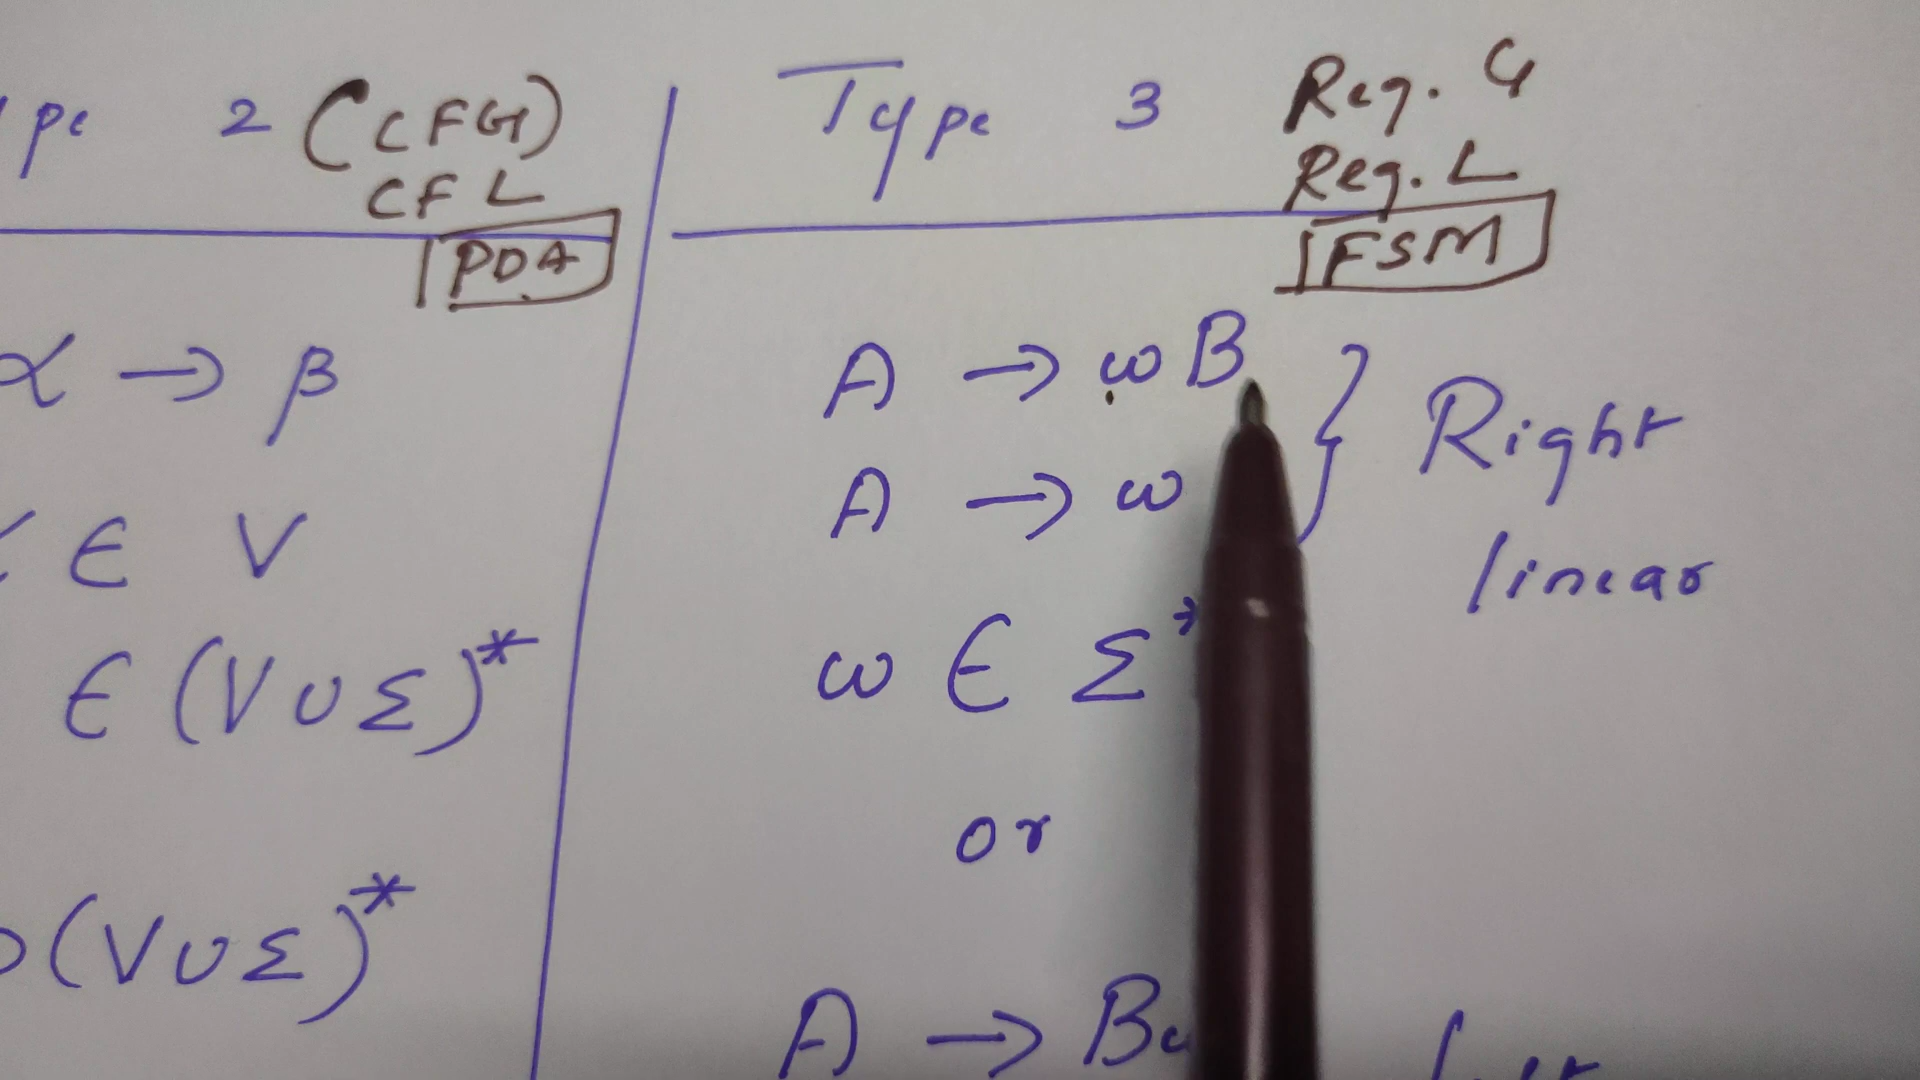 pe 2 (CFG)
CFL
PDA
α → β
∈ V
∈ (V ∪ Σ)*
(V ∪ Σ)*
Type 3 Reg. G
Reg. L
FSM
A → ωB
A → ω
} Right
linear
ω ∈ Σ*
or
A → B